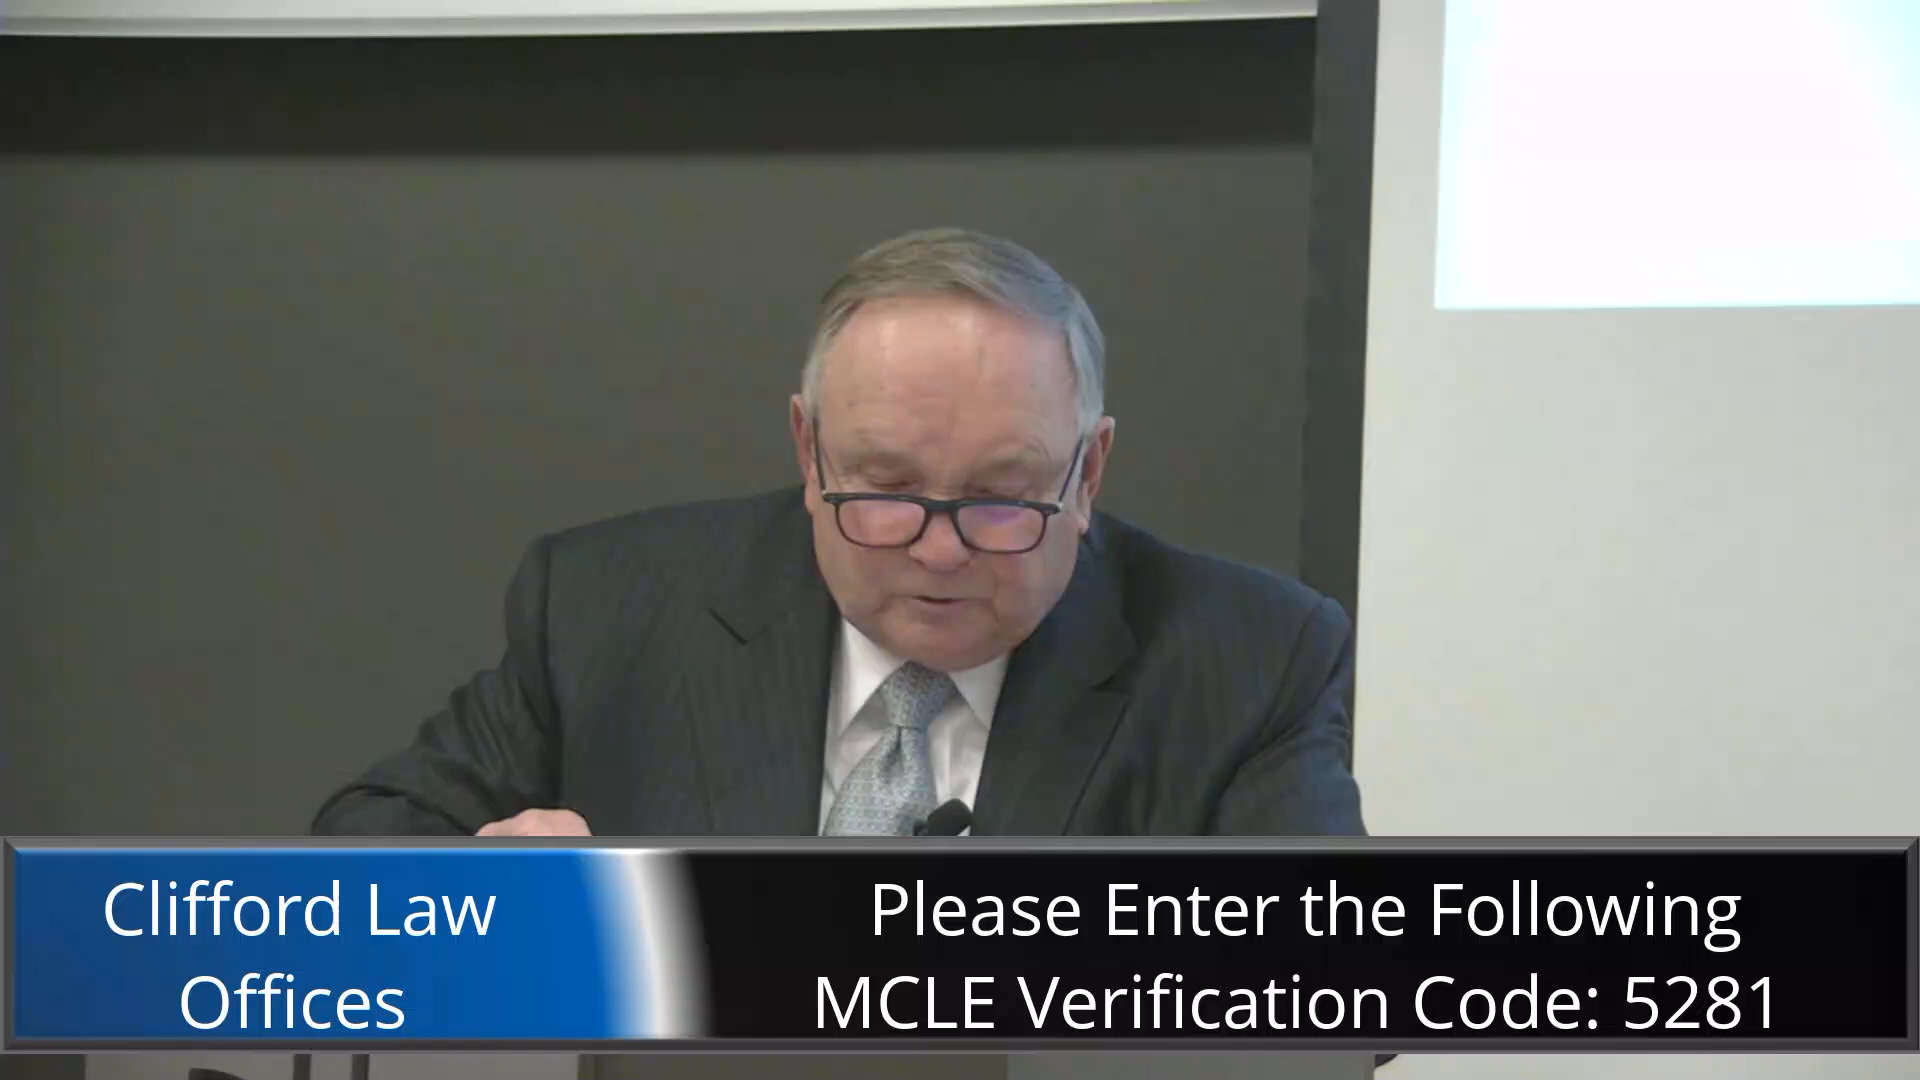 Clifford Law
Offices
Please Enter the Following
MCLE Verification Code: 5281